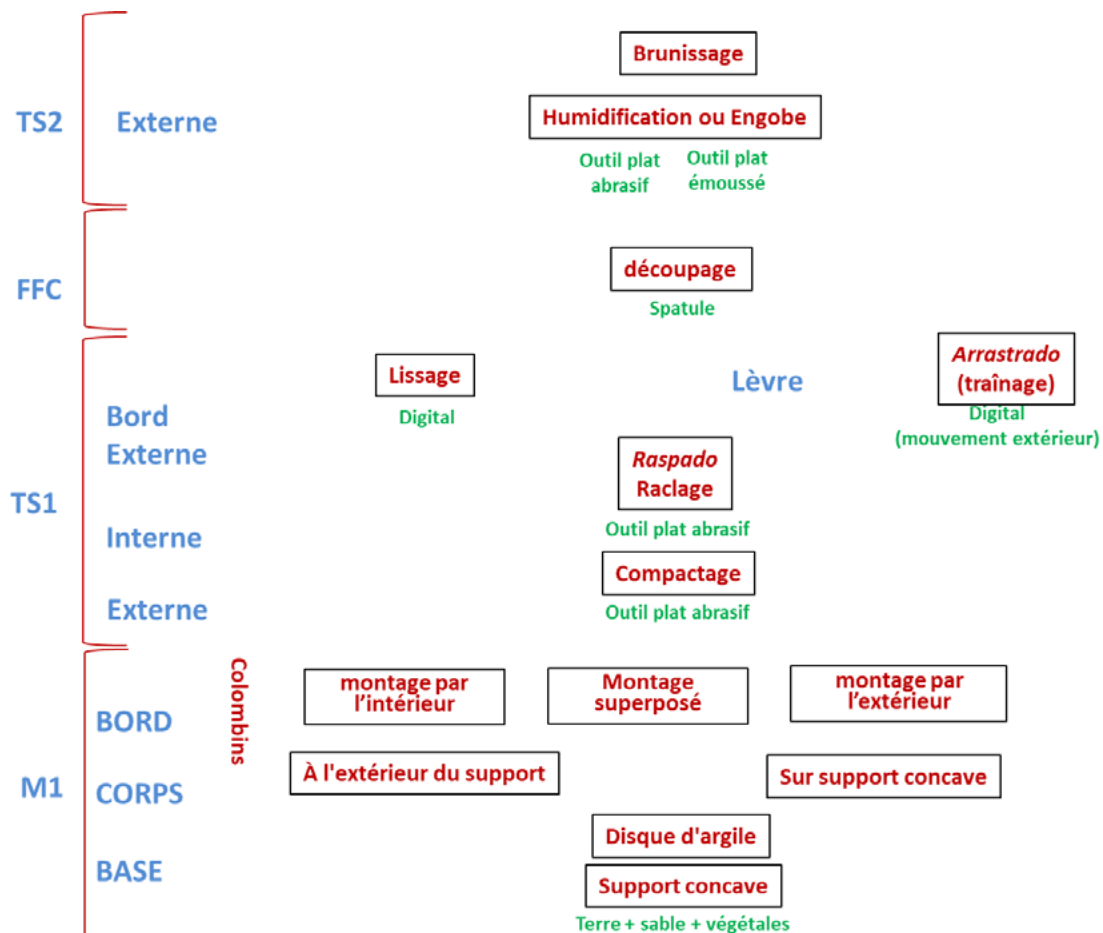 Brunissage
TS2
Externe
Humidification ou Engobe
Outil plat
abrasif
Outil plat
émoussé
FFC
découpage
Spatule
TS1
Lissage
Digital
Lèvre
Arrastrado
(traînage)
Digital
(mouvement extérieur)
Bord
Externe
Raspado
Raclage
Outil plat abrasif
Interne
Compactage
Outil plat abrasif
Externe
M1
Colombins
BORD
montage par
l'intérieur
Montage
superposé
montage par
l'extérieur
CORPS
À l'extérieur du support
Sur support concave
BASE
Disque d'argile
Support concave
Terre + sable + végétales